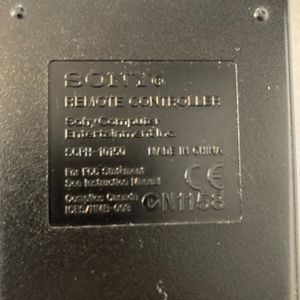 SONY®
REMOTE CONTROLLER
Sony Computer
Entertainment Inc.
SCPH-10150 MADE IN CHINA
For FCC Statement
See Instruction Manual
Complies Canada
ICES/NMB-003
CE
N1158